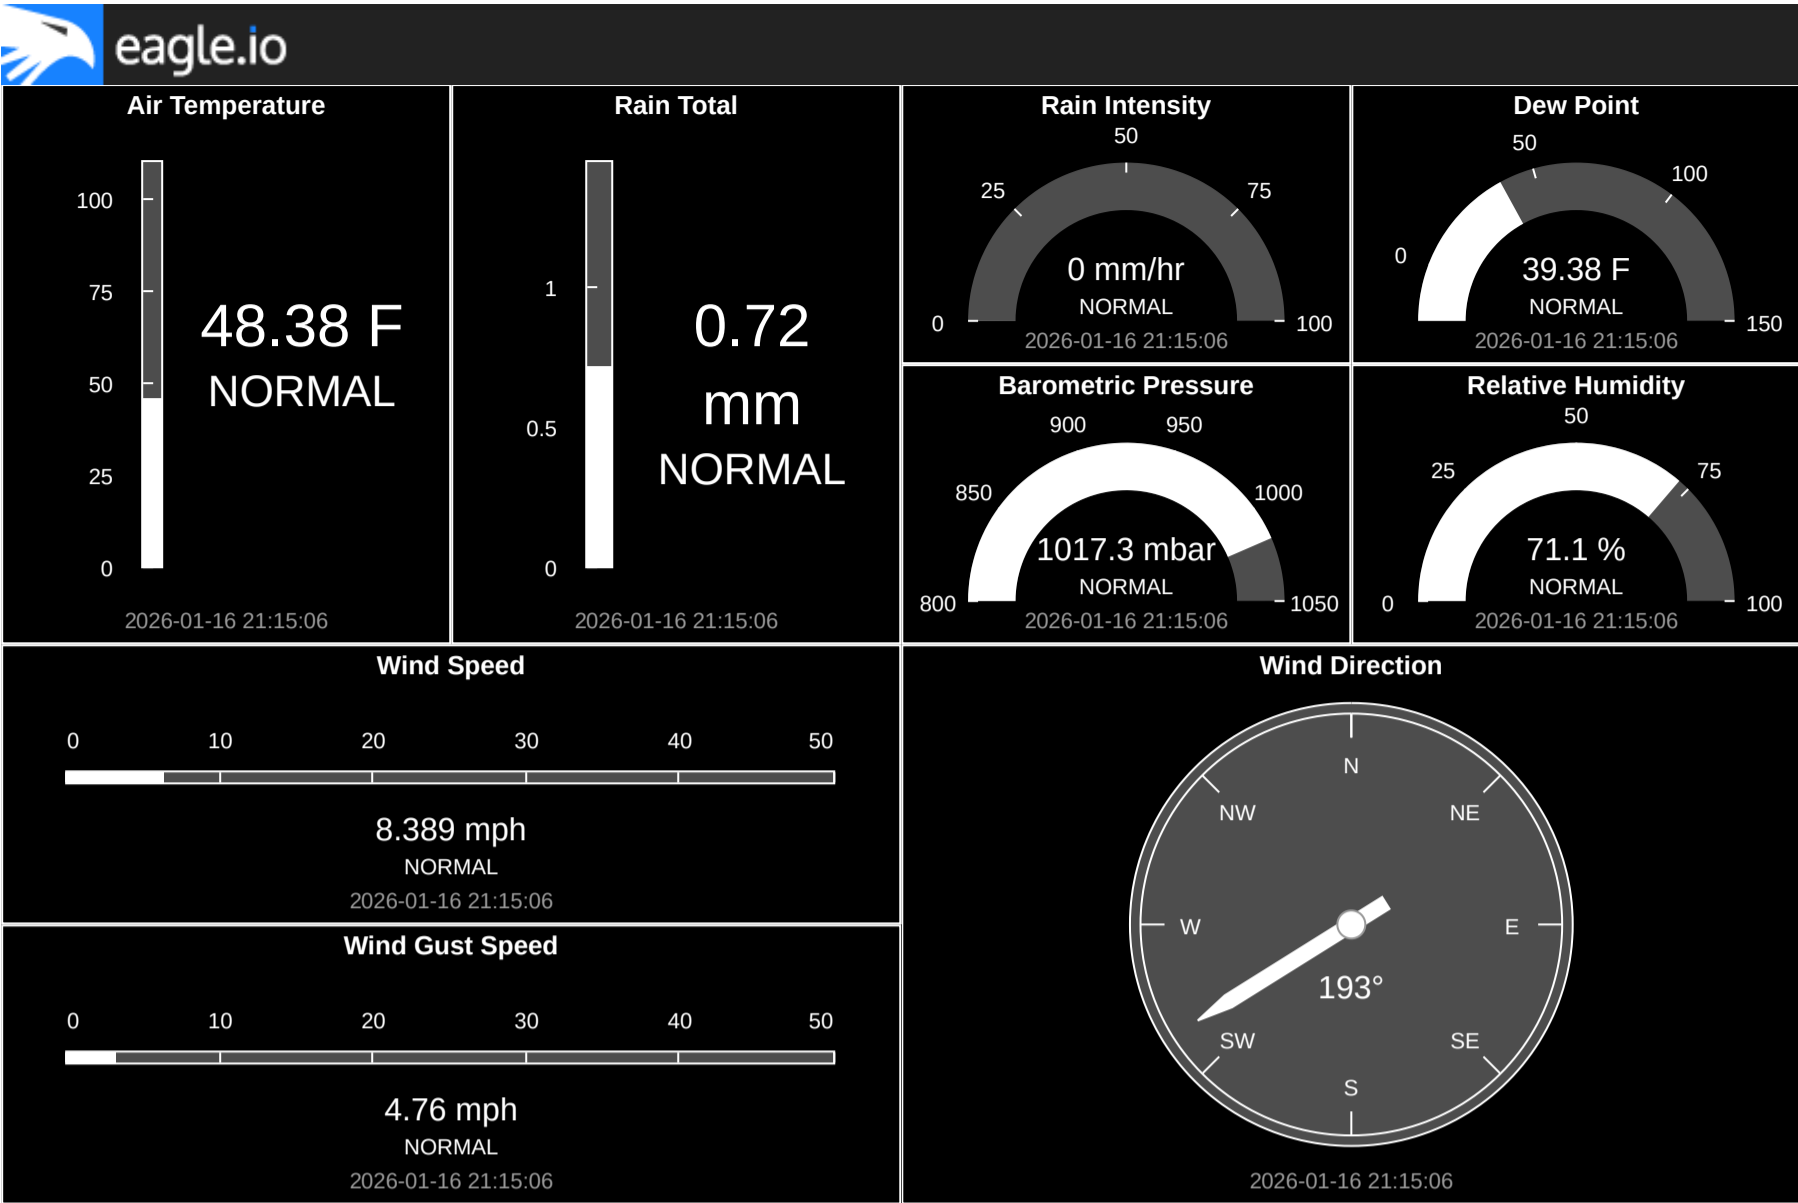 eagle.io
Air Temperature
100
75
50
25
0
48.38 F
NORMAL
2026-01-16 21:15:06
Rain Total
1
0.5
0
0.72
mm
NORMAL
2026-01-16 21:15:06
Rain Intensity
0
25
50
75
100
0 mm/hr
NORMAL
2026-01-16 21:15:06
Dew Point
0
50
100
150
39.38 F
NORMAL
2026-01-16 21:15:06
Barometric Pressure
800
850
900
950
1000
1050
1017.3 mbar
NORMAL
2026-01-16 21:15:06
Relative Humidity
0
25
50
75
100
71.1 %
NORMAL
2026-01-16 21:15:06
Wind Speed
0 10 20 30 40 50
8.389 mph
NORMAL
2026-01-16 21:15:06
Wind Direction
N
NW NE
W E
193°
SW SE
S
2026-01-16 21:15:06
Wind Gust Speed
0 10 20 30 40 50
4.76 mph
NORMAL
2026-01-16 21:15:06